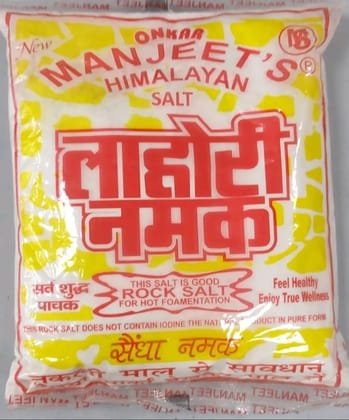 New
ONKAR
MANJEET'S
HIMALAYAN
SALT
लाहोरी
नमक
सर्व शुद्ध
पाचक
THIS SALT IS GOOD
ROCK SALT
FOR HOT FOAMENTATION
Feel Healthy
Enjoy True Wellness
THIS ROCK SALT DOES NOT CONTAIN IODINE THE NATURAL PRODUCT IN PURE FORM
सैंधा नमक
नकली माल से सावधान
MANJEET